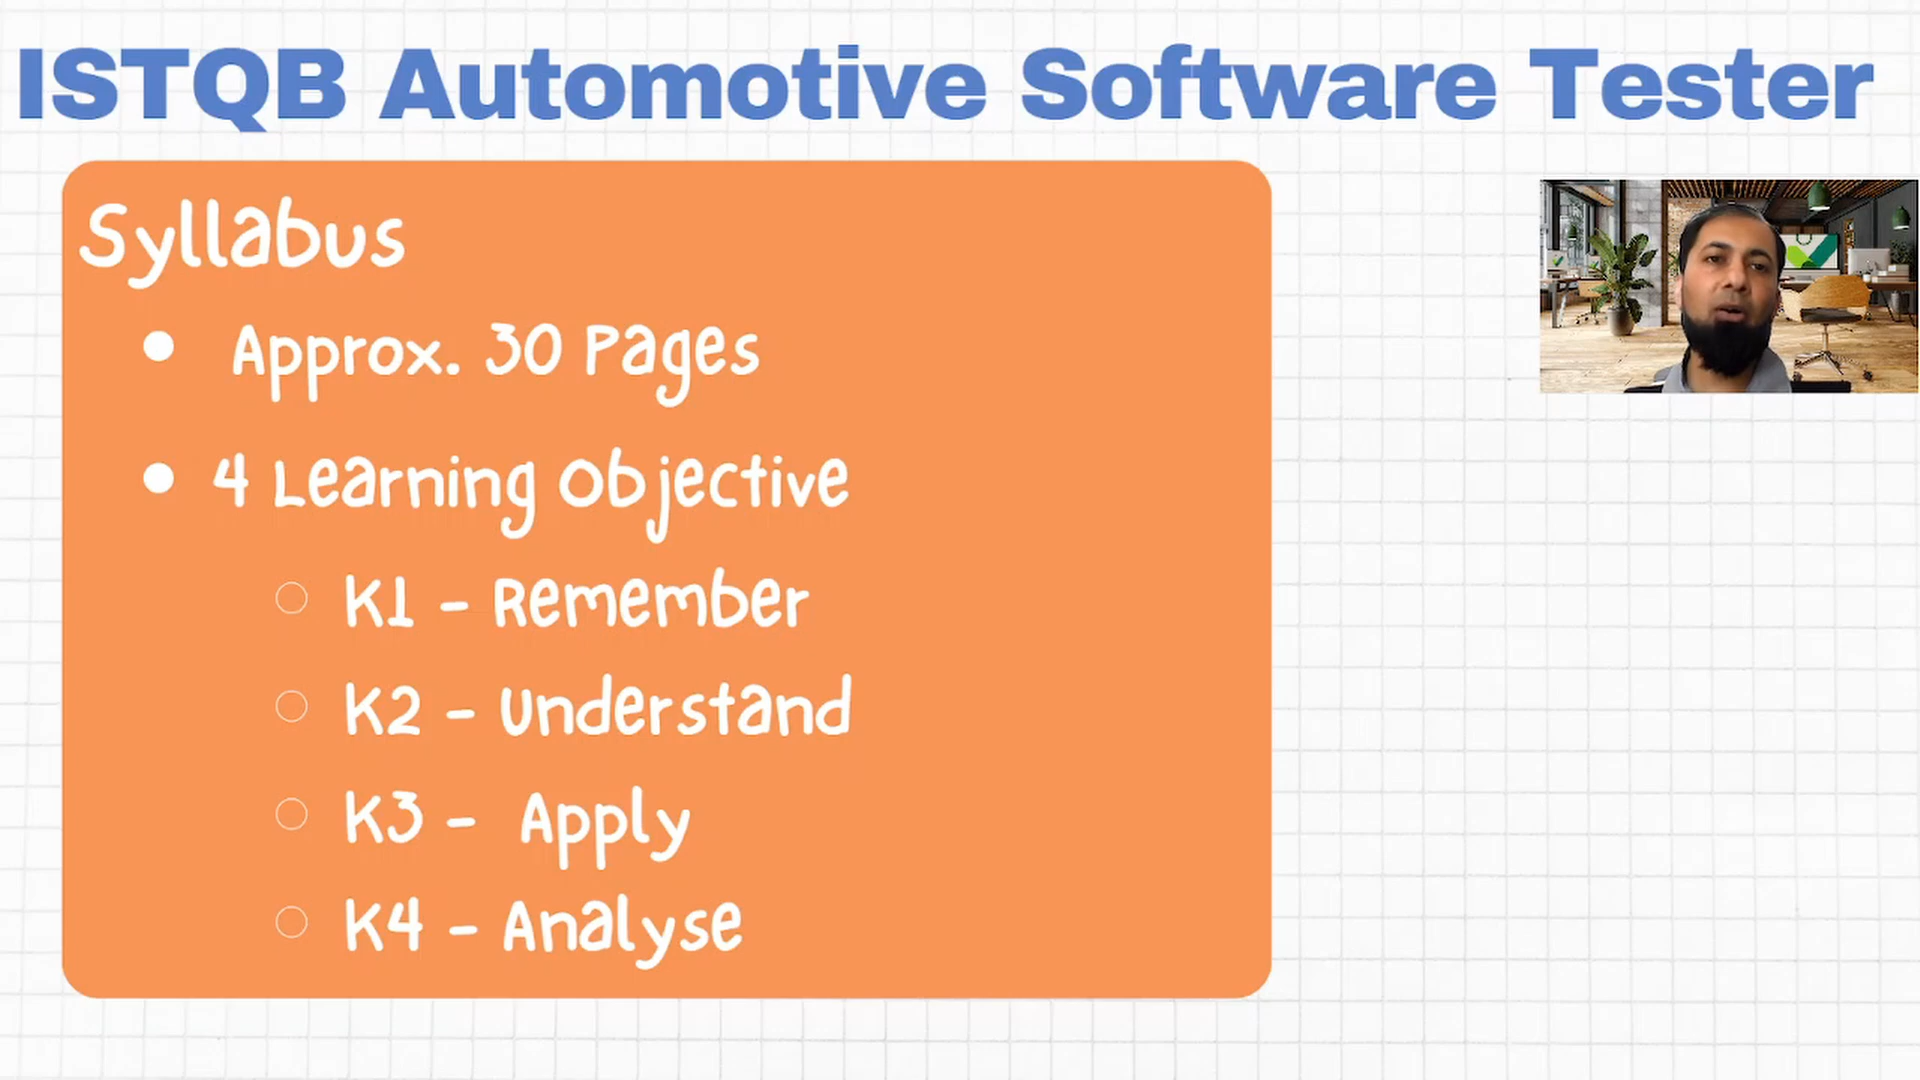 ISTQB Automotive Software Tester
Syllabus
Approx. 30 Pages
4 Learning Objective
K1 - Remember
K2 - Understand
K3 - Apply
K4 - Analyse